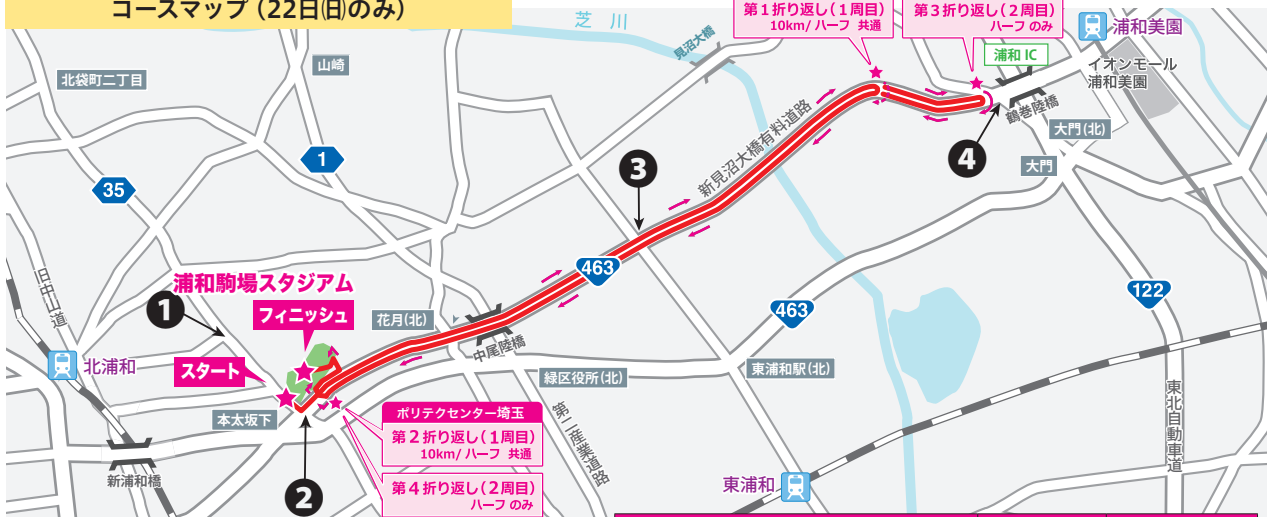 コースマップ（22日(日)のみ）
芝川
第1折り返し（1周目）
10km/ ハーフ 共通
第3折り返し（2周目）
ハーフ のみ
浦和美園
浦和 IC
イオンモール
浦和美園
見沼大橋
山崎
北袋町二丁目
鶴巻陸橋
大門(北)
大門
新見沼大橋有料道路
1
3
4
35
463
浦和駒場スタジアム
旧中山道
1
フィニッシュ
花月(北)
463
122
中尾陸橋
北浦和
スタート
緑区役所(北)
東浦和駅(北)
東北自動車道
本太坂下
ポリテクセンター埼玉
第2折り返し（1周目）
10km/ ハーフ 共通
第二産業道路
新浦和橋
2
第4折り返し（2周目）
ハーフ のみ
東浦和